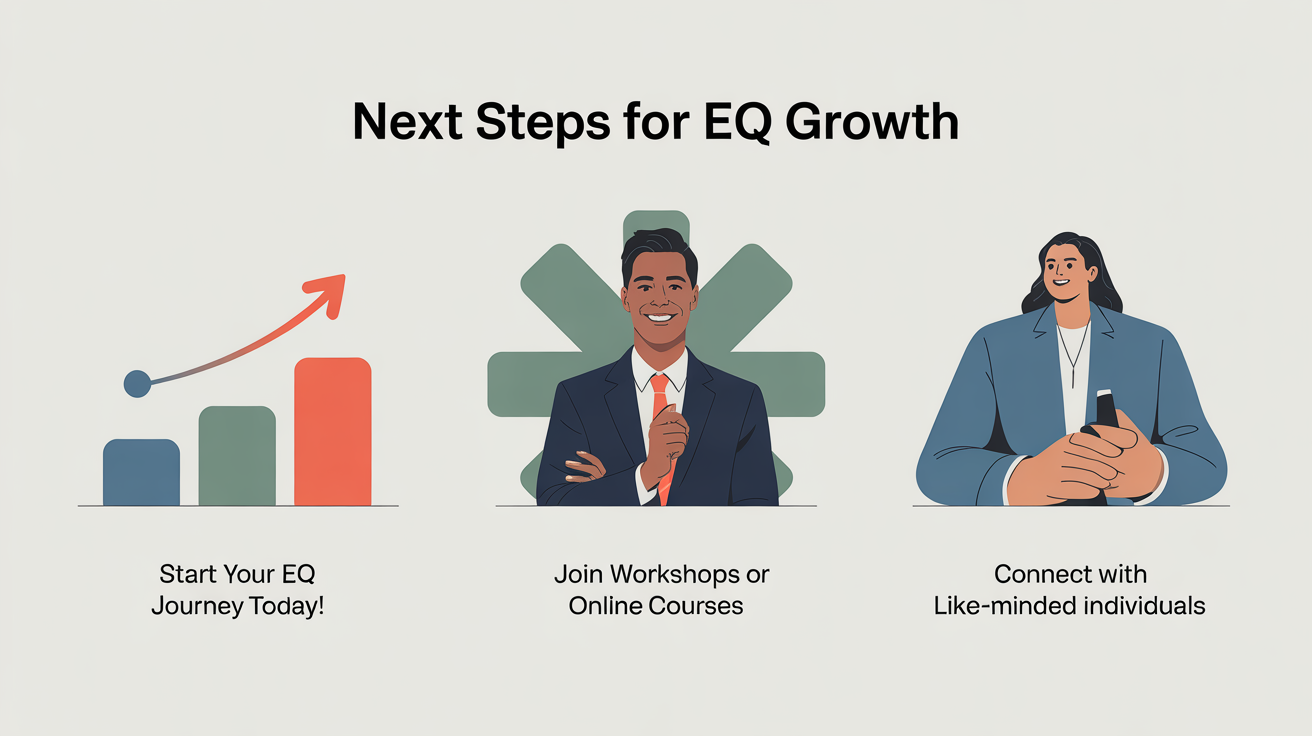 Next Steps for EQ Growth
Start Your EQ
Journey Today!
Join Workshops or
Online Courses
Connect with
Like-minded individuals